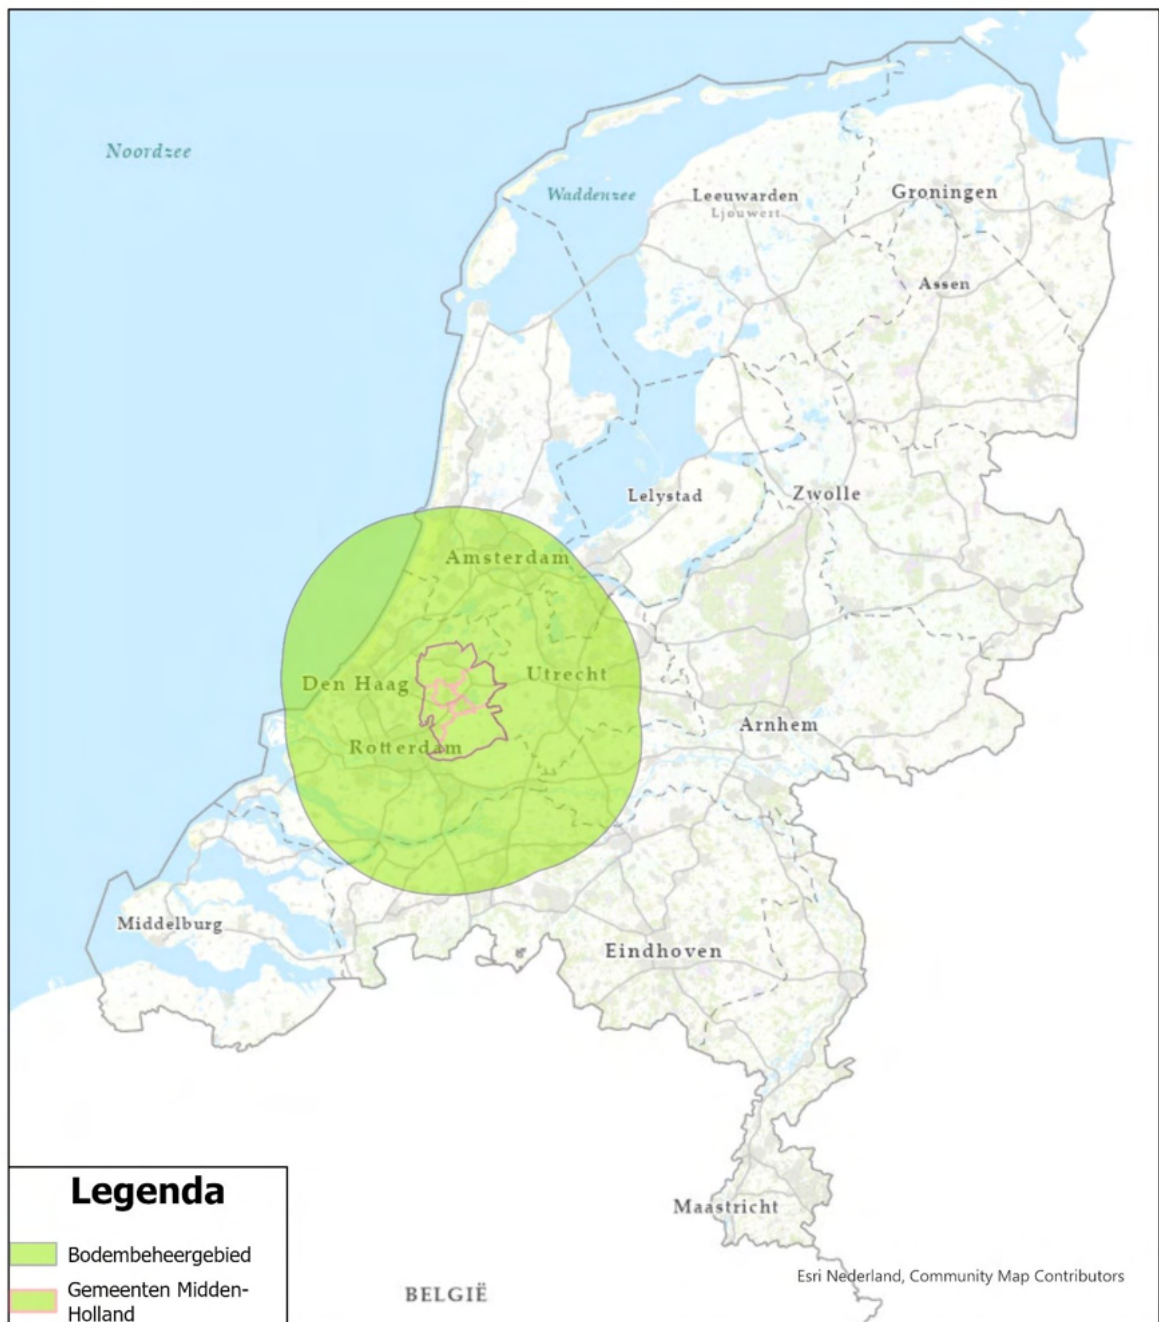 Noordzee
Waddenzee
Leeuwarden
Ljouwert
Groningen
Assen
Lelystad
Zwolle
Amsterdam
Den Haag
Utrecht
Rotterdam
Arnhem
Middelburg
Eindhoven
Maastricht
Legenda
Bodembeheergebied
Gemeenten Midden-
Holland
BELGIË
Esri Nederland, Community Map Contributors